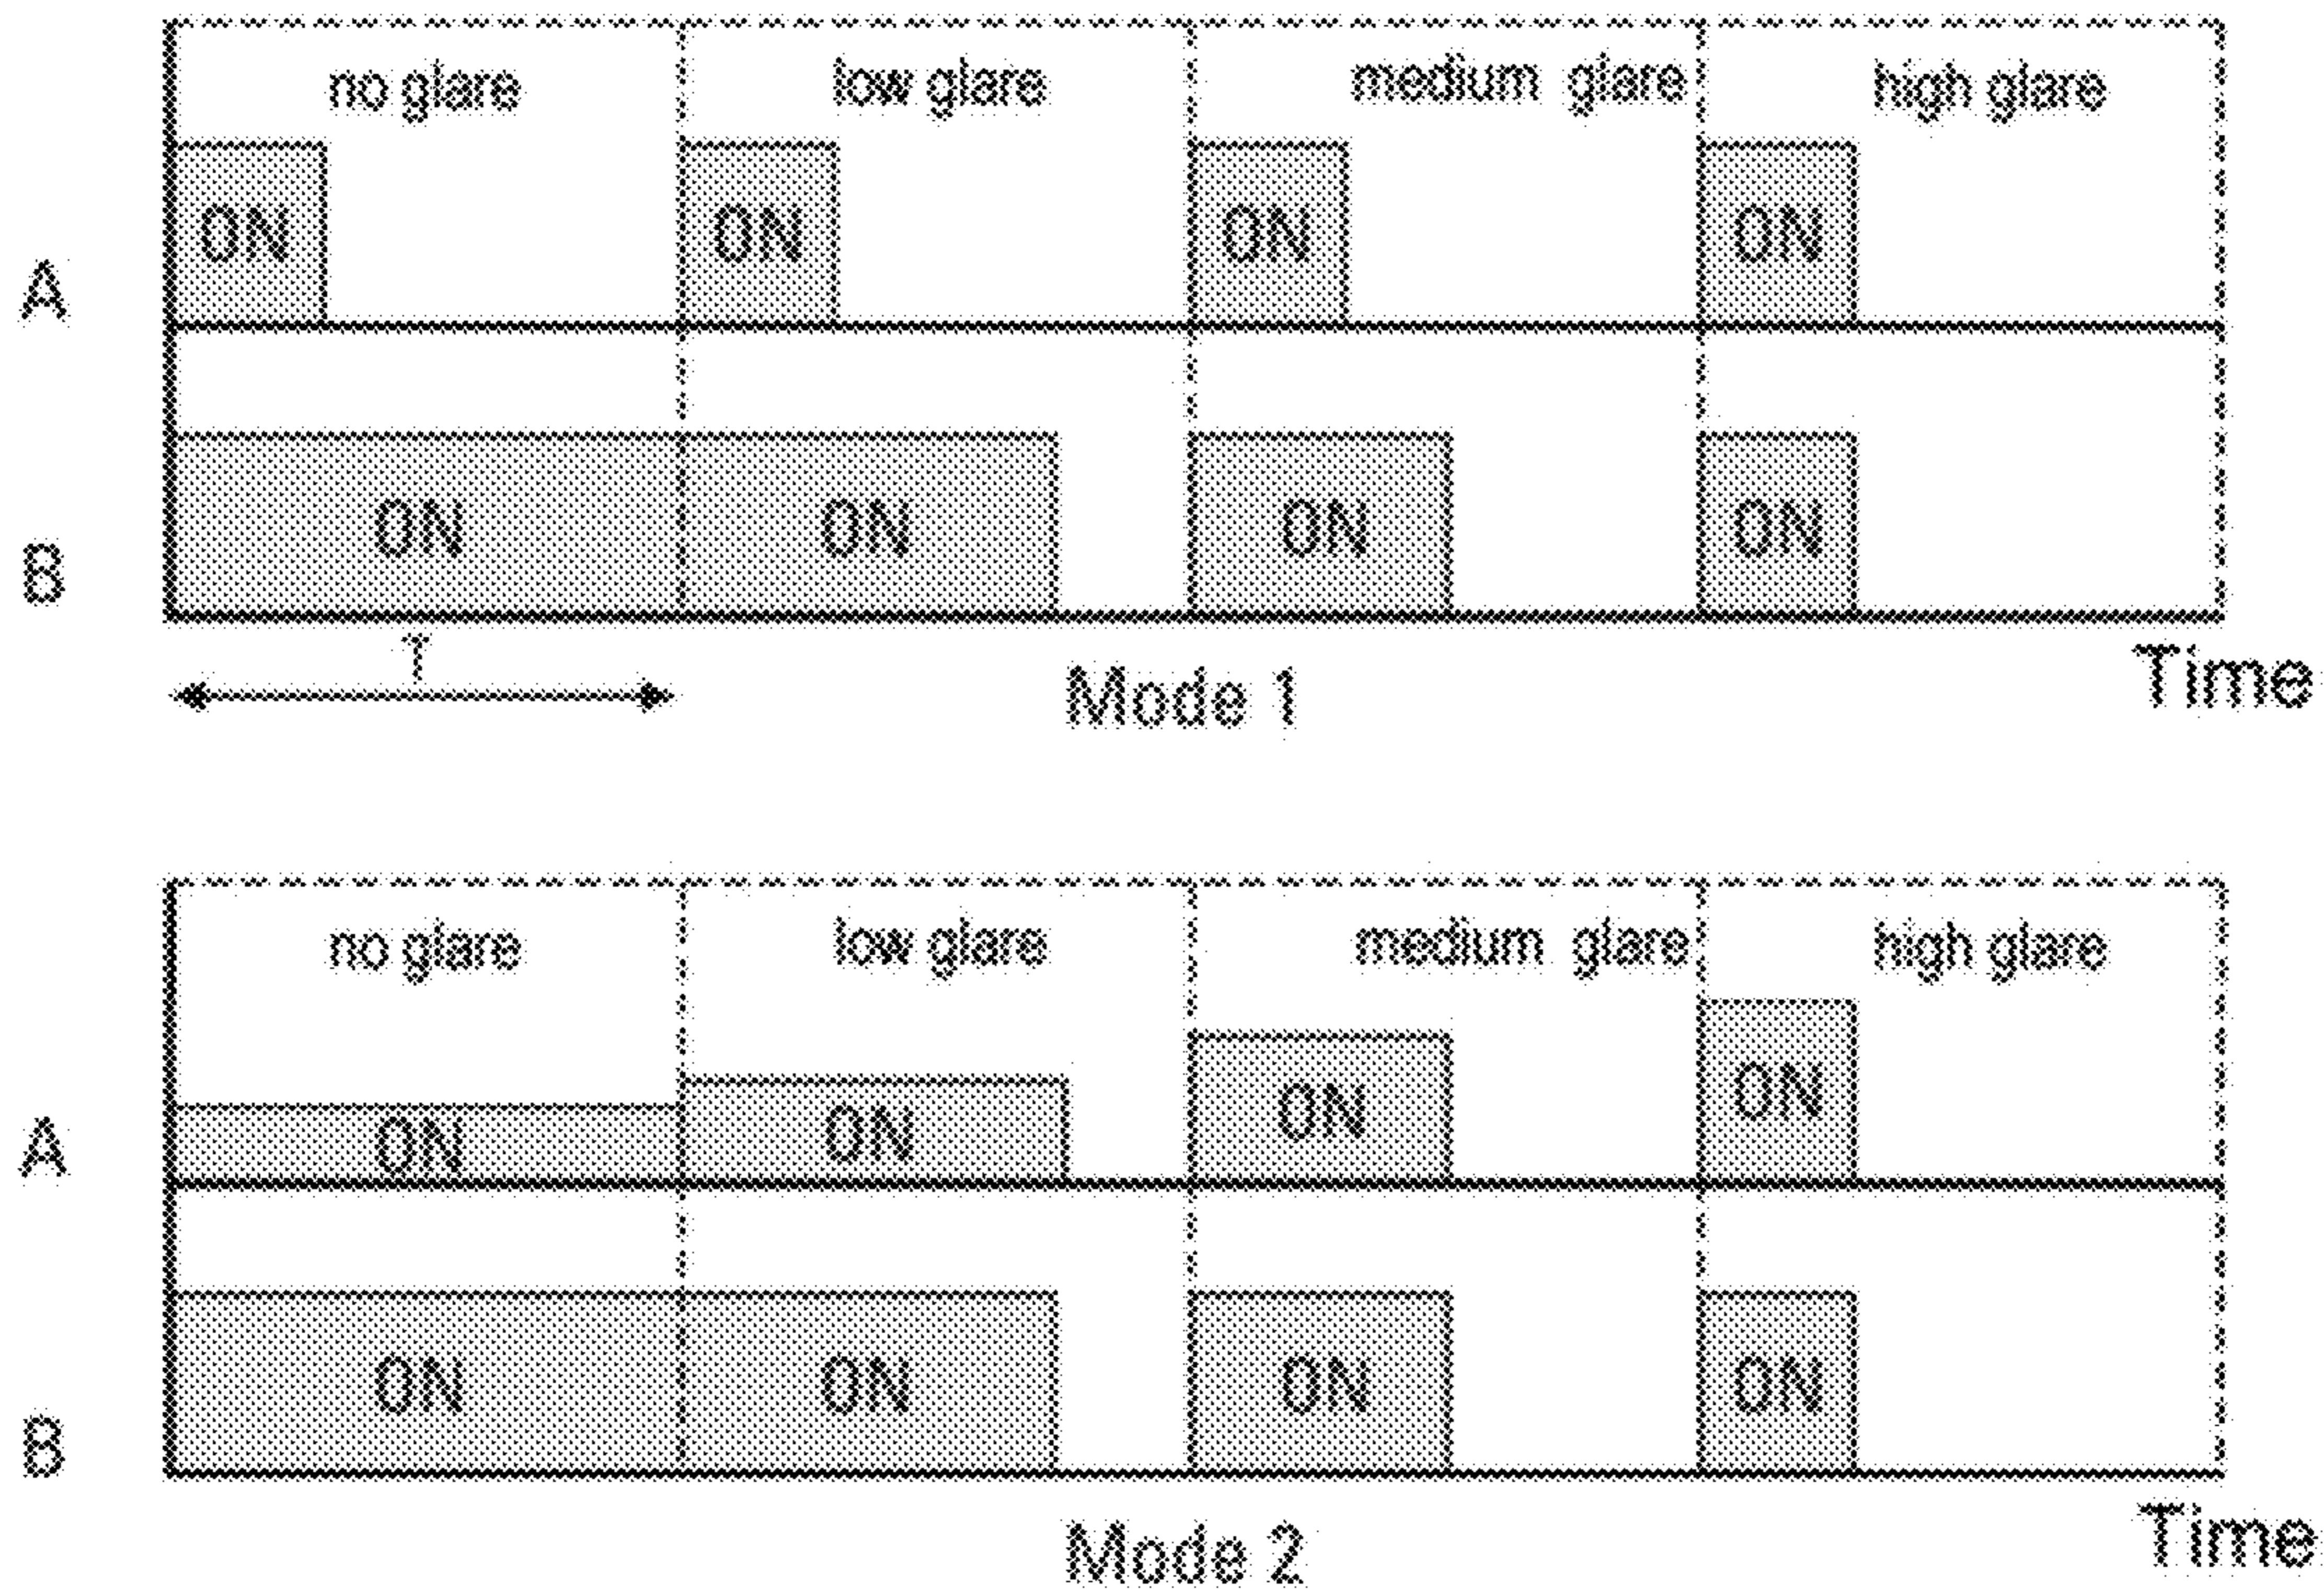 no glare low glare medium glare high glare
ON ON ON ON
A
ON ON ON ON
B
T
Mode 1
Time
no glare low glare medium glare high glare
ON ON ON ON
A
ON ON ON ON
B
Mode 2
Time